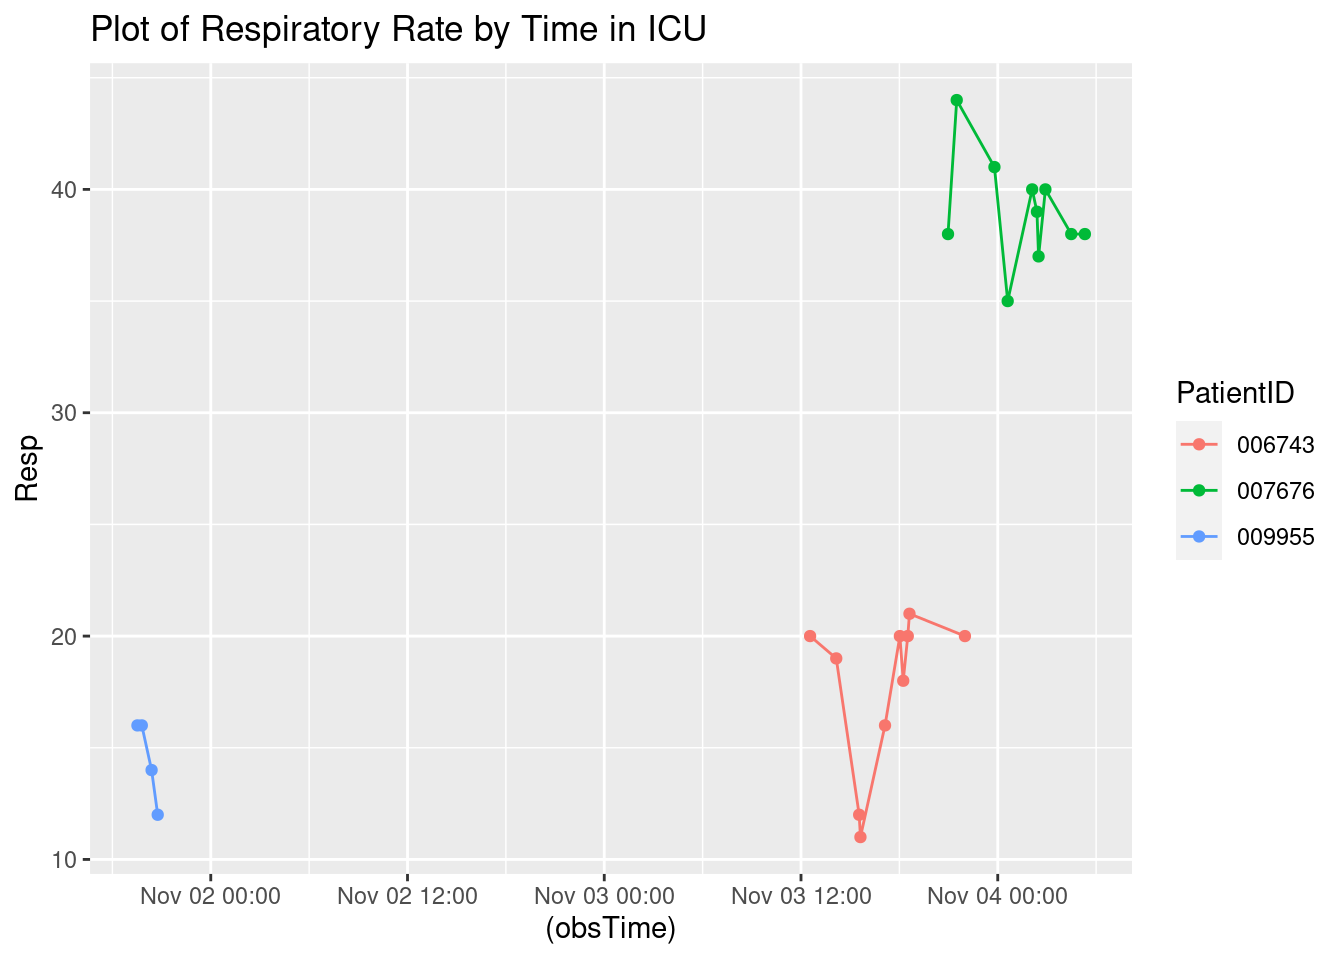 Plot of Respiratory Rate by Time in ICU
40
30
20
10
Resp
Nov 02 00:00
Nov 02 12:00
Nov 03 00:00
Nov 03 12:00
Nov 04 00:00
(obsTime)
PatientID
006743
007676
009955